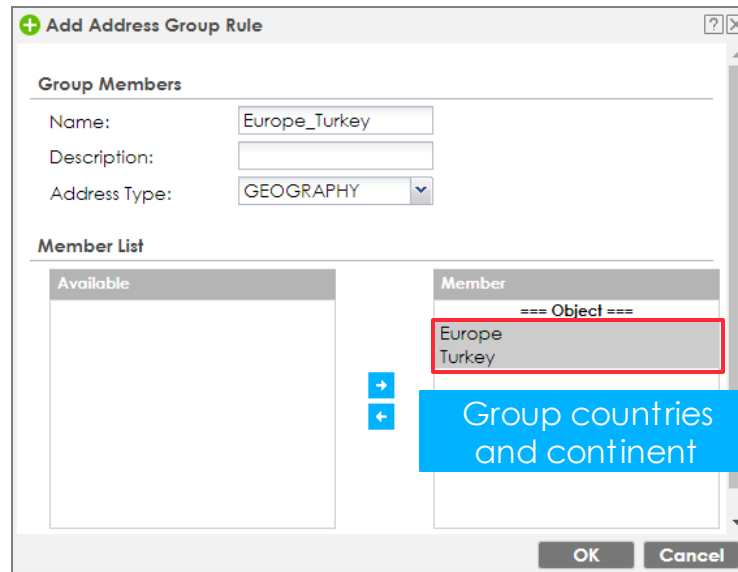 Add Address Group Rule
?
Group Members
Name: Europe_Turkey
Description:
Address Type: GEOGRAPHY
Member List
Available
Member
=== Object ===
Europe
Turkey
Group countries
and continent
OK Cancel